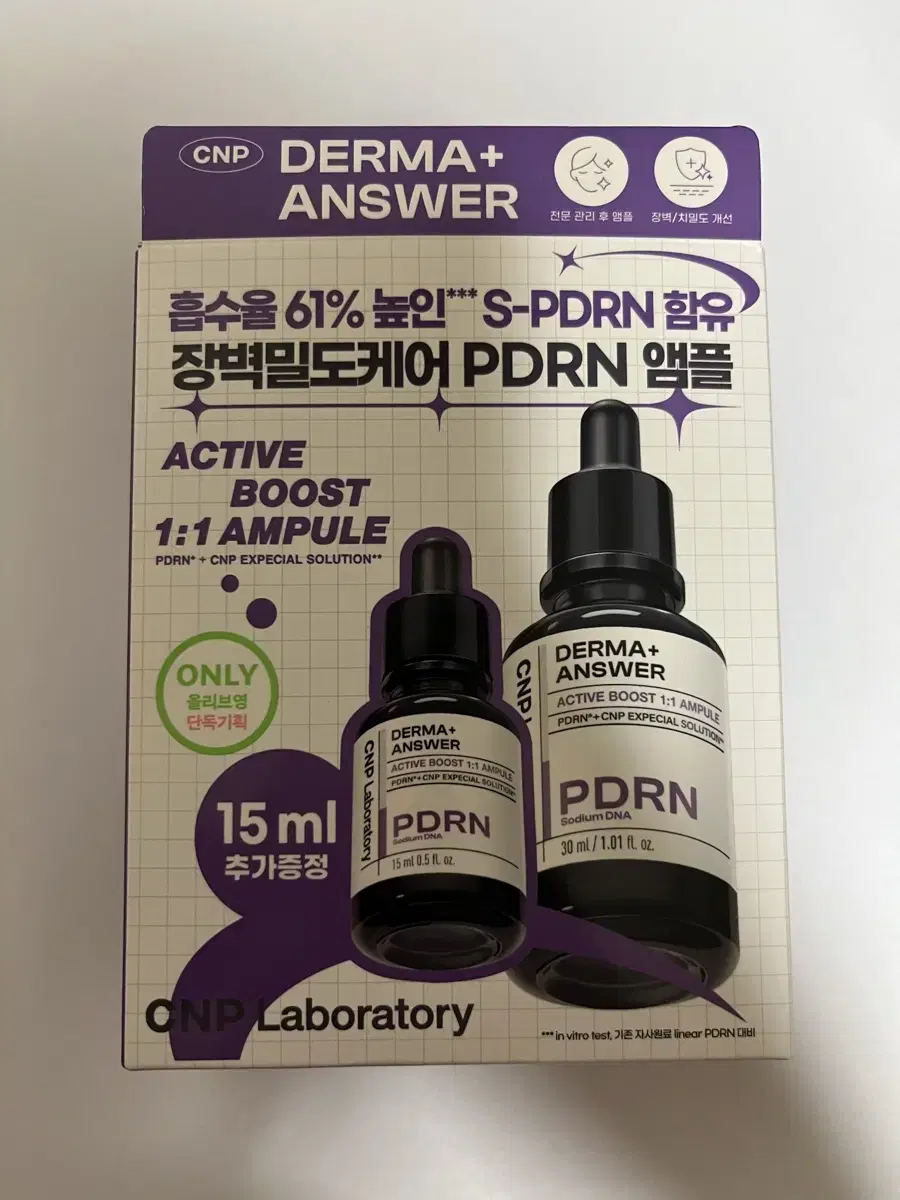 CNP
DERMA+
ANSWER
전문 관리 후 앰플
장벽/치밀도 개선
흡수율 61% 높인*** S-PDRN 함유
장벽밀도케어 PDRN 앰플
ACTIVE
BOOST
1:1 AMPULE
PDRN* + CNP EXPECIAL SOLUTION**
ONLY
올리브영
단독기획
15 ml
추가증정
CNP Laboratory
DERMA+
ANSWER
ACTIVE BOOST 1:1 AMPULE
PDRN*+CNP EXPECIAL SOLUTION**
PDRN
Sodium DNA
15 ml 0.5 fl. oz.
CNP L
DERMA+
ANSWER
ACTIVE BOOST 1:1 AMPULE
PDRN*+CNP EXPECIAL SOLUTION**
PDRN
Sodium DNA
30 ml / 1.01 fl. oz.
CNP Laboratory
*** in vitro test, 기존 자사원료 linear PDRN 대비